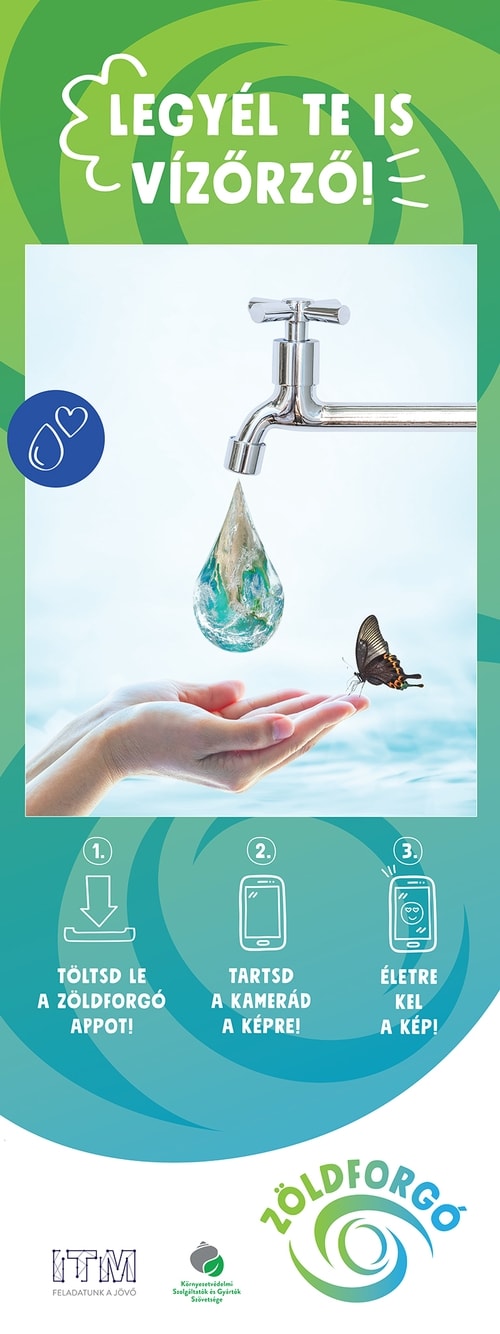 LEGYÉL TE IS
VÍZŐRZŐ!
1.
TÖLTSD LE
A ZÖLDFORGÓ
APPOT!
2.
TARTSD
A KAMERÁD
A KÉPRE!
3.
ÉLETRE
KEL
A KÉP!
ITM
FELADATUNK A JÖVŐ
Környezetvédelmi
Szolgáltatók és Gyártók
Szövetsége
ZÖLDFORGÓ